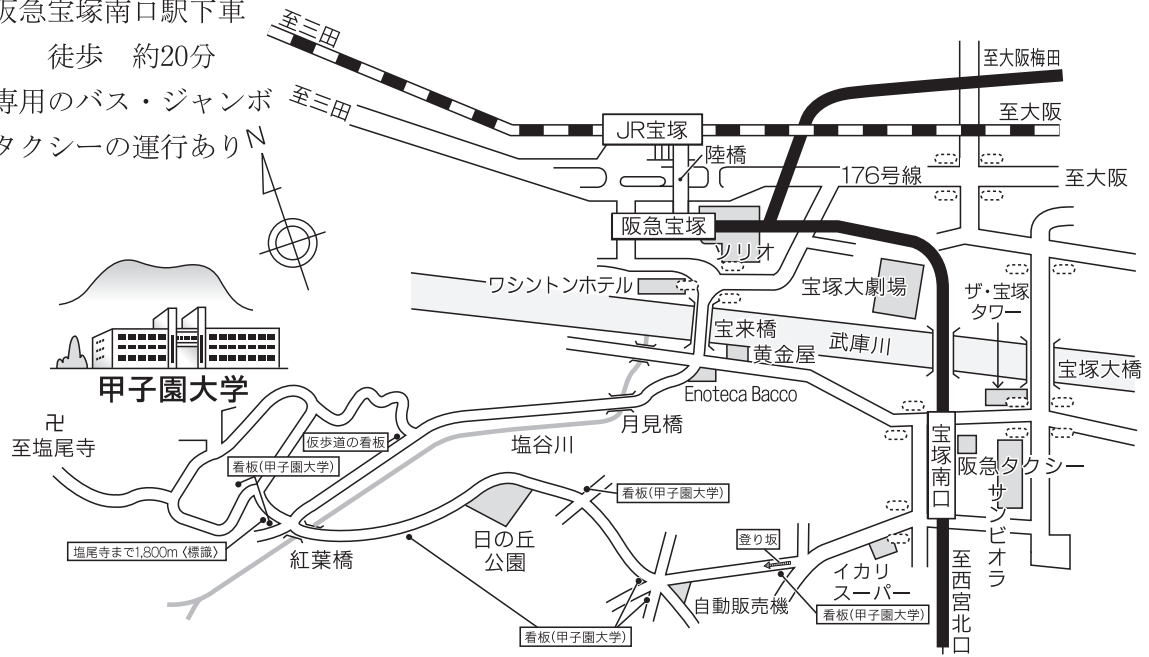 阪急宝塚南口駅下車
徒歩 約20分
専用のバス・ジャンボ
タクシーの運行あり
N
至三田
至三田
JR宝塚
陸橋
至大阪梅田
至大阪
176号線
至大阪
阪急宝塚
ソリオ
ワシントンホテル
宝塚大劇場
ザ・宝塚
タワー
宝来橋
黄金屋
武庫川
宝塚大橋
Enoteca Bacco
甲子園大学
卍
至塩尾寺
仮歩道の看板
看板(甲子園大学)
塩尾寺まで1,800m〈標識〉
紅葉橋
塩谷川
月見橋
日の丘
公園
看板(甲子園大学)
看板(甲子園大学)
登り坂
自動販売機
看板(甲子園大学)
イカリ
スーパー
宝塚南口
阪急タクシー
サンビオラ
至西宮北口